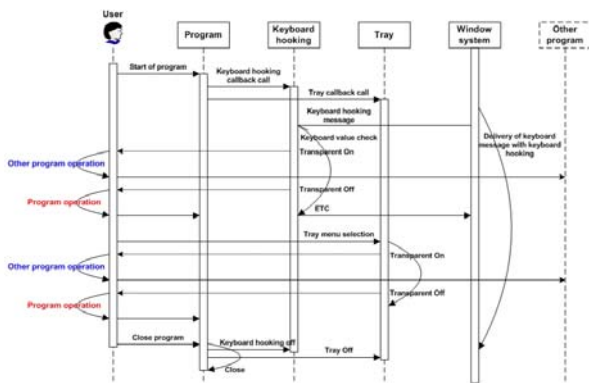 User
Program
Keyboard
hooking
Tray
Window
system
Other
program
Start of program
Keyboard hooking
callback call
Tray callback call
Keyboard hooking
message
Keyboard value check
Delivery of keyboard
message with keyboard
hooking
Transparent On
Other program operation
Transparent Off
Program operation
ETC
Tray menu selection
Transparent On
Other program operation
Transparent Off
Program operation
Close program
Keyboard hooking off
Tray Off
Close